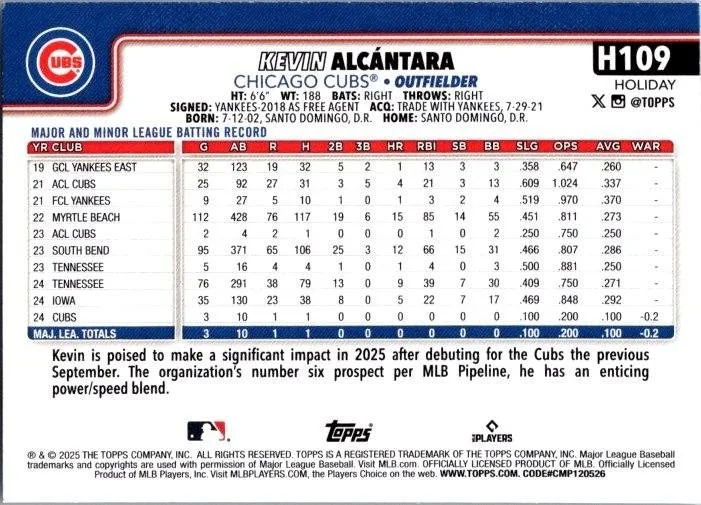 CUBS
KEVIN ALCÁNTARA
H109
CHICAGO CUBS® • OUTFIELDER
HOLIDAY
HT: 6'6" WT: 188 BATS: RIGHT THROWS: RIGHT
@TOPPS
SIGNED: YANKEES-2018 AS FREE AGENT ACQ: TRADE WITH YANKEES, 7-29-21
BORN: 7-12-02, SANTO DOMINGO, D.R. HOME: SANTO DOMINGO, D.R.
MAJOR AND MINOR LEAGUE BATTING RECORD
YR CLUB G AB R H 2B 3B HR RBI SB BB SLG OPS AVG WAR
19 GCL YANKEES EAST 32 123 19 32 5 2 1 13 3 3 .358 .647 .260 -
21 ACL CUBS 25 92 27 31 3 5 4 21 3 13 .609 1.024 .337 -
21 FCL YANKEES 9 27 5 10 1 0 1 3 2 4 .519 .970 .370 -
22 MYRTLE BEACH 112 428 76 117 19 6 15 85 14 55 .451 .811 .273 -
23 ACL CUBS 2 4 2 1 0 0 0 1 0 2 .250 .750 .250 -
23 SOUTH BEND 95 371 65 106 25 3 12 66 15 31 .466 .807 .286 -
23 TENNESSEE 5 16 4 4 1 0 1 4 0 3 .500 .881 .250 -
24 TENNESSEE 76 291 38 79 13 0 9 39 7 30 .409 .750 .271 -
24 IOWA 35 130 23 38 8 0 5 22 7 17 .469 .848 .292 -
24 CUBS 3 10 1 1 0 0 0 0 0 0 .100 .200 .100 -0.2
MAJ. LEA. TOTALS 3 10 1 1 0 0 0 0 0 0 .100 .200 .100 -0.2
Kevin is poised to make a significant impact in 2025 after debuting for the Cubs the previous
September. The organization's number six prospect per MLB Pipeline, he has an enticing
power/speed blend.
Topps
PLAYERS
® & © 2025 THE TOPPS COMPANY, INC. ALL RIGHTS RESERVED. TOPPS IS A REGISTERED TRADEMARK OF THE TOPPS COMPANY, INC. Major League Baseball
trademarks and copyrights are used with permission of Major League Baseball. Visit MLB.com. OFFICIALLY LICENSED PRODUCT OF MLB. Officially Licensed
Product of MLB Players, Inc. Visit MLBPLAYERS.COM, the Players Choice on the web. WWW.TOPPS.COM. CODE#CMP120526